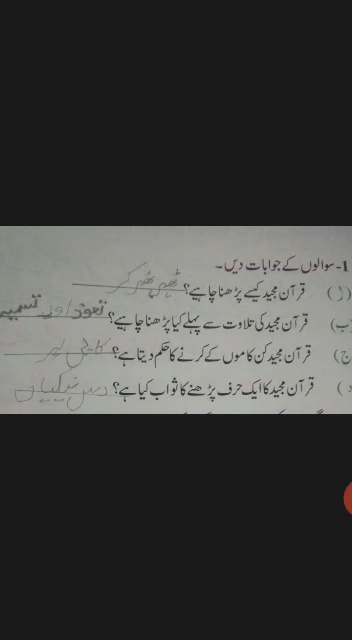 1- سوالوں کے جوابات دیں۔
(ا) قرآن مجید کیسے پڑھنا چاہیے؟ ٹھہر ٹھہر کر
(ب) قرآن مجید کی تلاوت سے پہلے کیا پڑھنا چاہیے؟ تعوذ اور تسمیہ
(ج) قرآن مجید کن کاموں کے کرنے کا حکم دیتا ہے؟
(د) قرآن مجید کا ایک حرف پڑھنے کا ثواب کیا ہے؟ دس نیکیاں